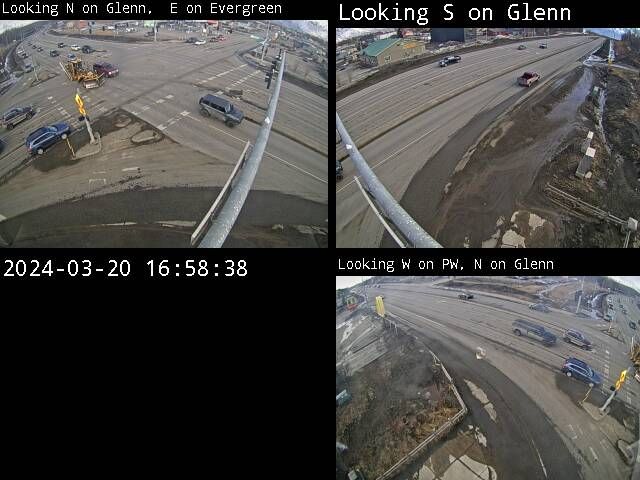 Looking N on Glenn,  E on Evergreen
Looking S on Glenn
2024-03-20 16:58:38
Looking W on PW, N on Glenn